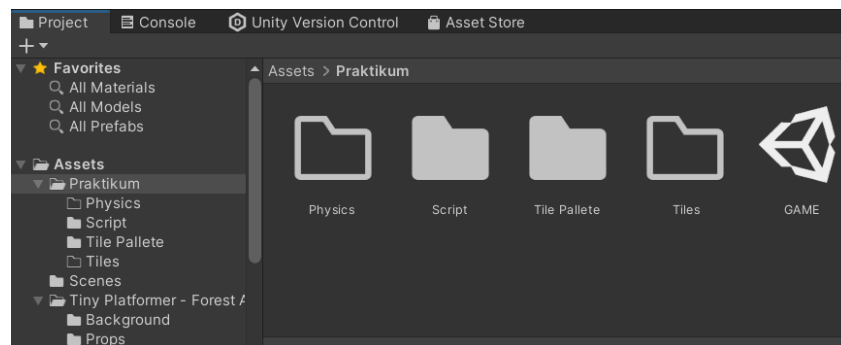 Project
Console
Unity Version Control
Asset Store
Favorites
All Materials
All Models
All Prefabs
Assets
Praktikum
Physics
Script
Tile Pallete
Tiles
Scenes
Tiny Platformer - Forest A
Background
Props
Assets > Praktikum
Physics
Script
Tile Pallete
Tiles
GAME